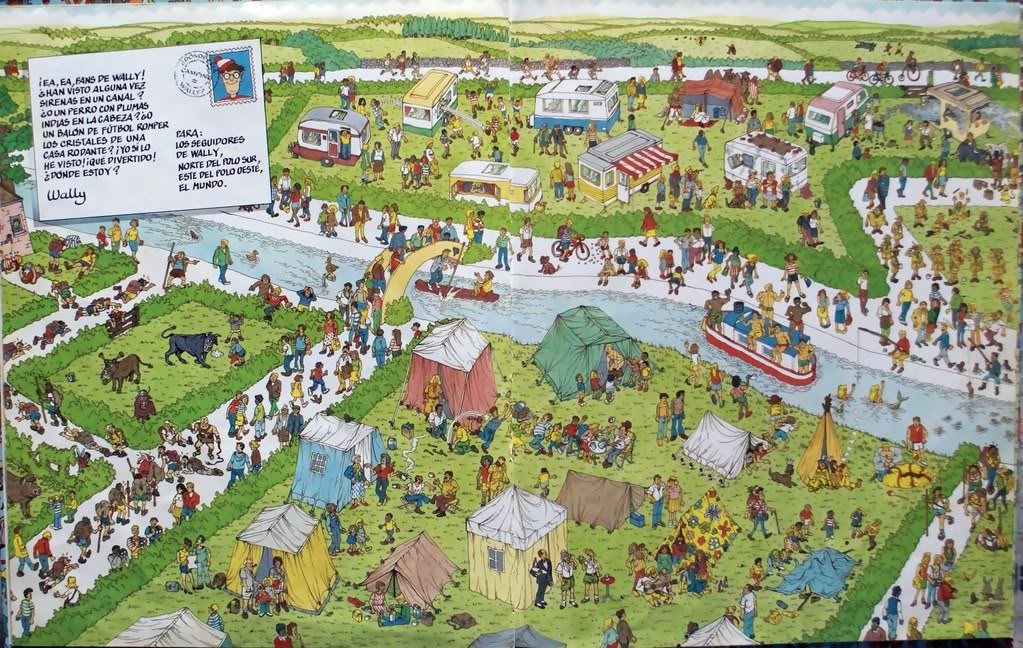 ¡EA, EA, FANS DE WALLY!
¿HAN VISTO ALGUNA VEZ
SIRENAS EN UN CANAL?
¿O UN PERRO CON PLUMAS
INDIAS EN LA CABEZA? ¿O
UN BALÓN DE FÚTBOL ROMPER
LOS CRISTALES DE UNA
CASA RODANTE? ¡YO SÍ LO
HE VISTO! ¡QUÉ DIVERTIDO!
¿DÓNDE ESTOY?
Wally
¿DÓNDE
CAMPING
WALLY?
PARA:
LOS SEGUIDORES
DE WALLY,
NORTE DEL POLO SUR,
ESTE DEL POLO OESTE,
EL MUNDO.